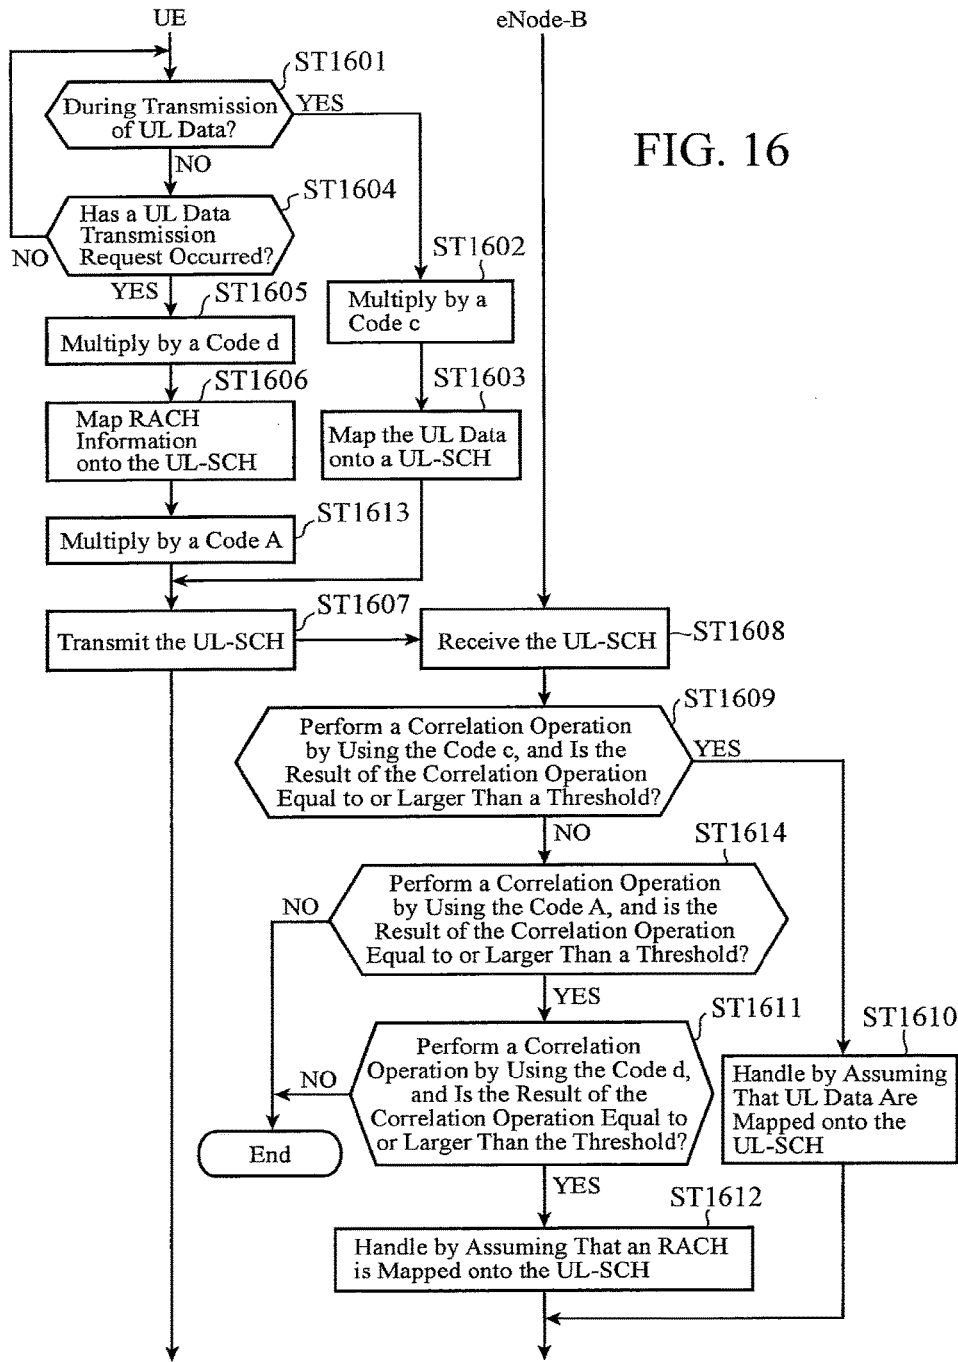 UE
eNode-B
FIG. 16
ST1601
During Transmission
of UL Data?
YES
NO
ST1604
Has a UL Data
Transmission
Request Occurred?
NO
YES
ST1602
Multiply by a
Code c
ST1605
Multiply by a Code d
ST1606
Map RACH
Information
onto the UL-SCH
ST1603
Map the UL Data
onto a UL-SCH
ST1613
Multiply by a Code A
ST1607
Transmit the UL-SCH
Receive the UL-SCH
ST1608
ST1609
Perform a Correlation Operation
by Using the Code c, and Is the
Result of the Correlation Operation
Equal to or Larger Than a Threshold?
YES
NO
ST1614
Perform a Correlation Operation
by Using the Code A, and is the
Result of the Correlation Operation
Equal to or Larger Than a Threshold?
NO
YES
ST1611
Perform a Correlation
Operation by Using the Code d,
and Is the Result of the
Correlation Operation Equal to
or Larger Than the Threshold?
NO
End
YES
ST1610
Handle by Assuming
That UL Data Are
Mapped onto the
UL-SCH
ST1612
Handle by Assuming That an RACH
is Mapped onto the UL-SCH